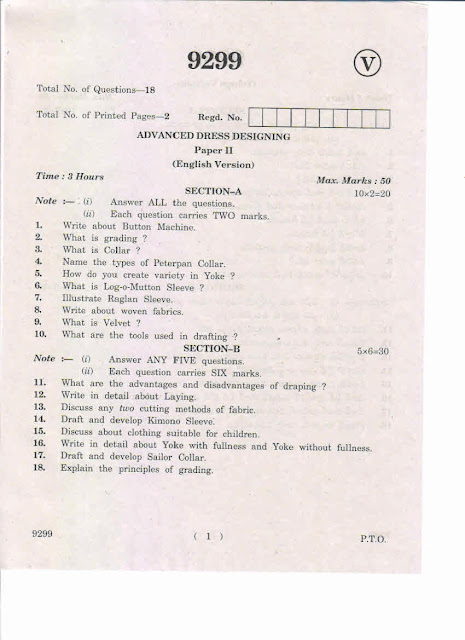 9299
V
Total No. of Questions—18
Total No. of Printed Pages—2 Regd. No.
ADVANCED DRESS DESIGNING
Paper II
(English Version)
Time : 3 Hours Max. Marks : 50
SECTION–A 10×2=20
Note :— (i) Answer ALL the questions.
(ii) Each question carries TWO marks.
1. Write about Button Machine.
2. What is grading ?
3. What is Collar ?
4. Name the types of Peterpan Collar.
5. How do you create variety in Yoke ?
6. What is Log-o-Mutton Sleeve ?
7. Illustrate Raglan Sleeve.
8. Write about woven fabrics.
9. What is Velvet ?
10. What are the tools used in drafting ?
SECTION–B 5×6=30
Note :— (i) Answer ANY FIVE questions.
(ii) Each question carries SIX marks.
11. What are the advantages and disadvantages of draping ?
12. Write in detail about Laying.
13. Discuss any two cutting methods of fabric.
14. Draft and develop Kimono Sleeve.
15. Discuss about clothing suitable for children.
16. Write in detail about Yoke with fullness and Yoke without fullness.
17. Draft and develop Sailor Collar.
18. Explain the principles of grading.
9299 ( 1 ) P.T.O.